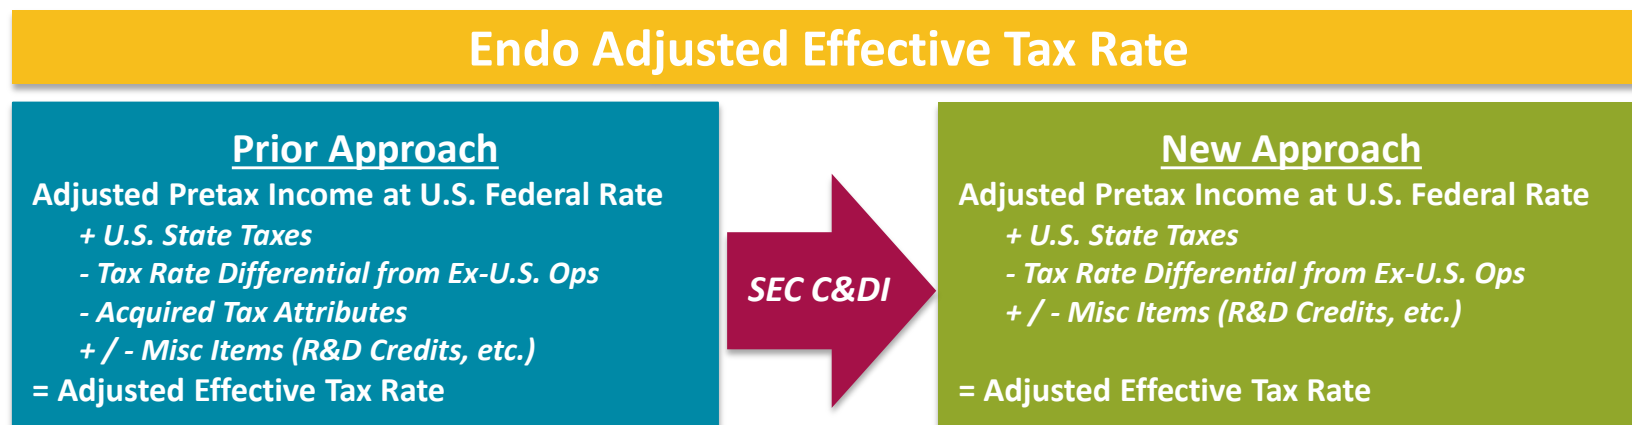 Endo Adjusted Effective Tax Rate
Prior Approach
Adjusted Pretax Income at U.S. Federal Rate
+ U.S. State Taxes
- Tax Rate Differential from Ex-U.S. Ops
- Acquired Tax Attributes
+ / - Misc Items (R&D Credits, etc.)
= Adjusted Effective Tax Rate
SEC C&DI
New Approach
Adjusted Pretax Income at U.S. Federal Rate
+ U.S. State Taxes
- Tax Rate Differential from Ex-U.S. Ops
+ / - Misc Items (R&D Credits, etc.)
= Adjusted Effective Tax Rate